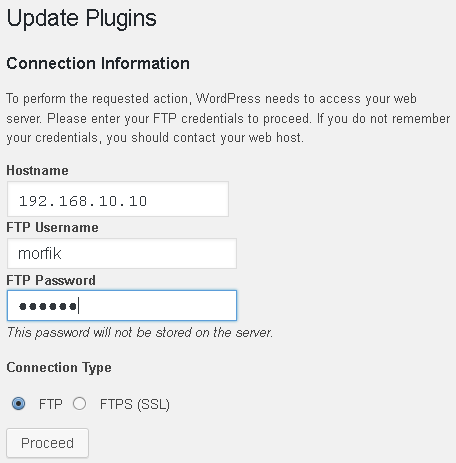 Update Plugins
Connection Information
To perform the requested action, WordPress needs to access your web
server. Please enter your FTP credentials to proceed. If you do not remember
your credentials, you should contact your web host.
Hostname
192.168.10.10
FTP Username
morfik
FTP Password
●●●●●●
This password will not be stored on the server.
Connection Type
FTP FTPS (SSL)
Proceed